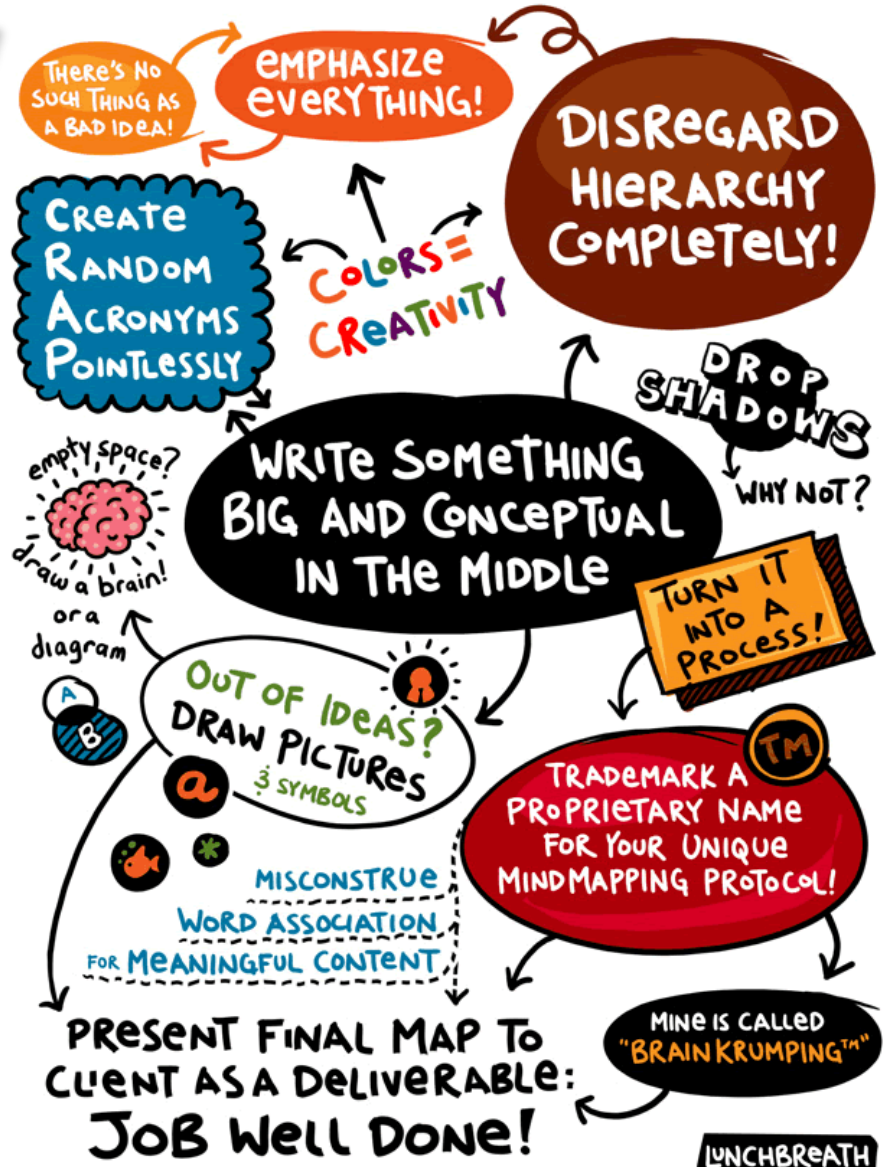 THERE'S NO
SUCH THING AS
A BAD IDEA!
EMPHASIZE
EVERYTHING!
DISREGARD
HIERARCHY
COMPLETELY!
CREATE
RANDOM
ACRONYMS
POINTLESSLY
COLORS=
CREATIVITY
DROP
SHADOWS
WHY NOT?
empty space?
draw a brain!
or a
diagram
A
B
WRITE SOMETHING
BIG AND CONCEPTUAL
IN THE MIDDLE
TURN IT
INTO A
PROCESS!
OUT OF IDEAS?
DRAW PICTURES
& SYMBOLS
a
*
TM
TRADEMARK A
PROPRIETARY NAME
FOR YOUR UNIQUE
MINDMAPPING PROTOCOL!
MISCONSTRUE
WORD ASSOCIATION
FOR MEANINGFUL CONTENT
MINE IS CALLED
"BRAIN KRUMPING™"
PRESENT FINAL MAP TO
CLIENT AS A DELIVERABLE:
JOB WELL DONE!
LUNCHBREATH